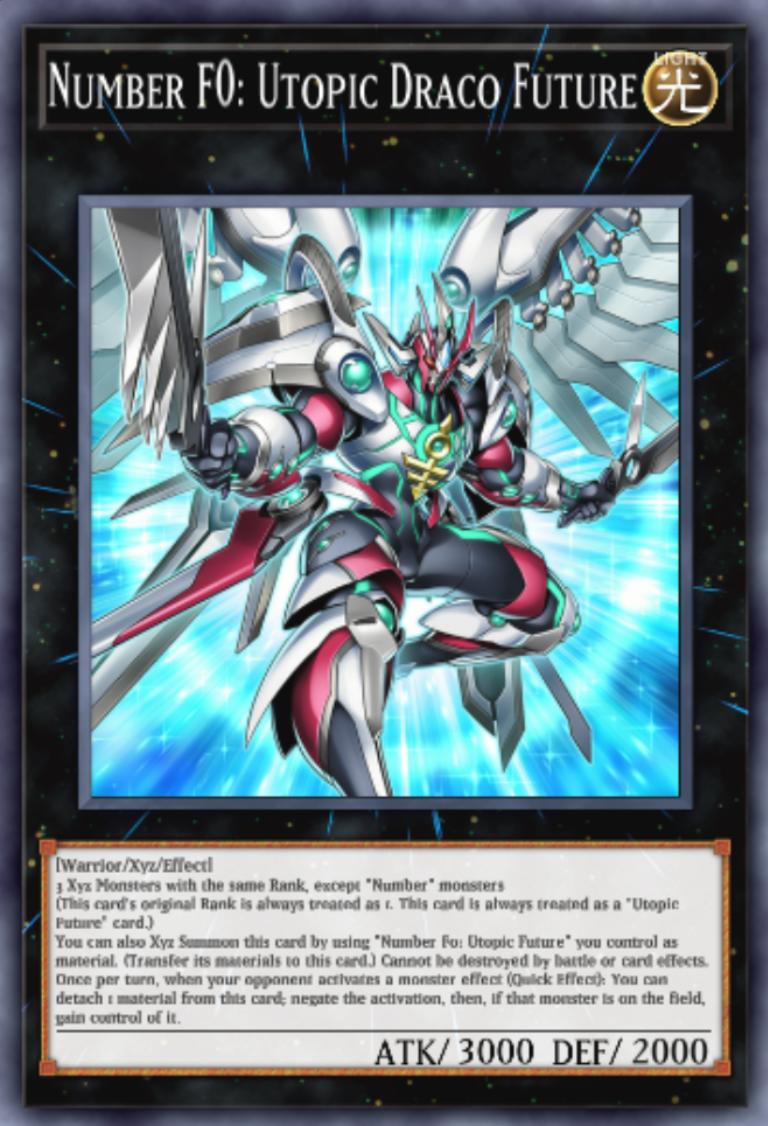 NUMBER F0: UTOPIC DRACO FUTURE
LIGHT
光
[Warrior/Xyz/Effect]
3 Xyz Monsters with the same Rank, except "Number" monsters
(This card's original Rank is always treated as 1. This card is always treated as a "Utopic
Future" card.)
You can also Xyz Summon this card by using "Number F0: Utopic Future" you control as
material. (Transfer its materials to this card.) Cannot be destroyed by battle or card effects.
Once per turn, when your opponent activates a monster effect (Quick Effect): You can
detach 1 material from this card; negate the activation, then, if that monster is on the field,
gain control of it.
ATK/ 3000 DEF/ 2000